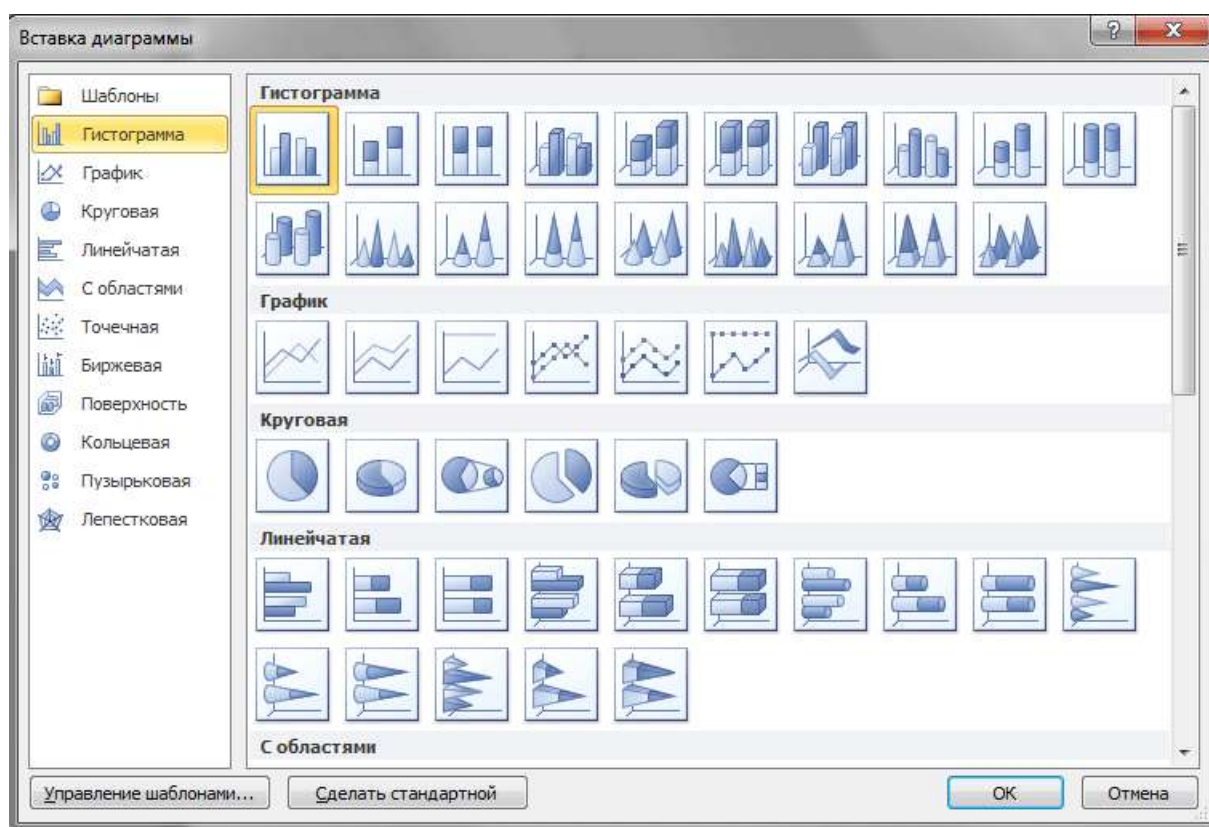 Вставка диаграммы
Шаблоны
Гистограмма
График
Круговая
Линейчатая
С областями
Точечная
Биржевая
Поверхность
Кольцевая
Пузырьковая
Лепестковая
Гистограмма
График
Круговая
Линейчатая
С областями
Управление шаблонами...
Сделать стандартной
ОК
Отмена